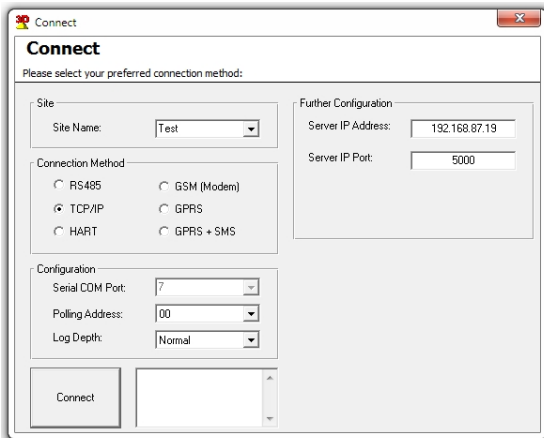 3D Connect
Connect
Please select your preferred connection method:
Site
Site Name: Test
Connection Method
RS485 GSM (Modem)
TCP/IP GPRS
HART GPRS + SMS
Configuration
Serial COM Port: 7
Polling Address: 00
Log Depth: Normal
Connect
Further Configuration
Server IP Address: 192.168.87.19
Server IP Port: 5000